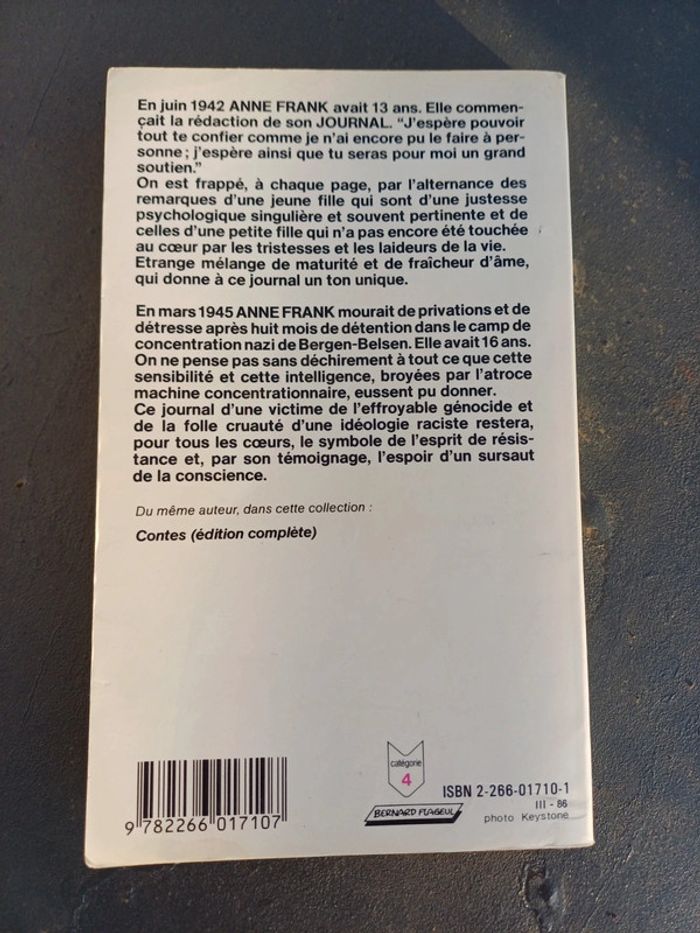 En juin 1942 ANNE FRANK avait 13 ans. Elle commen-
çait la rédaction de son JOURNAL. "J'espère pouvoir
tout te confier comme je n'ai encore pu le faire à per-
sonne ; j'espère ainsi que tu seras pour moi un grand
soutien."
On est frappé, à chaque page, par l'alternance des
remarques d'une jeune fille qui sont d'une justesse
psychologique singulière et souvent pertinente et de
celles d'une petite fille qui n'a pas encore été touchée
au cœur par les tristesses et les laideurs de la vie.
Etrange mélange de maturité et de fraîcheur d'âme,
qui donne à ce journal un ton unique.
En mars 1945 ANNE FRANK mourait de privations et de
détresse après huit mois de détention dans le camp de
concentration nazi de Bergen-Belsen. Elle avait 16 ans.
On ne pense pas sans déchirement à tout ce que cette
sensibilité et cette intelligence, broyées par l'atroce
machine concentrationnaire, eussent pu donner.
Ce journal d'une victime de l'effroyable génocide et
de la folle cruauté d'une idéologie raciste restera,
pour tous les cœurs, le symbole de l'esprit de résis-
tance et, par son témoignage, l'espoir d'un sursaut
de la conscience.
Du même auteur, dans cette collection :
Contes (édition complète)
catégorie
4
BERNARD FLAGEUL
ISBN 2-266-01710-1
III - 86
photo Keystone
9 782266 017107